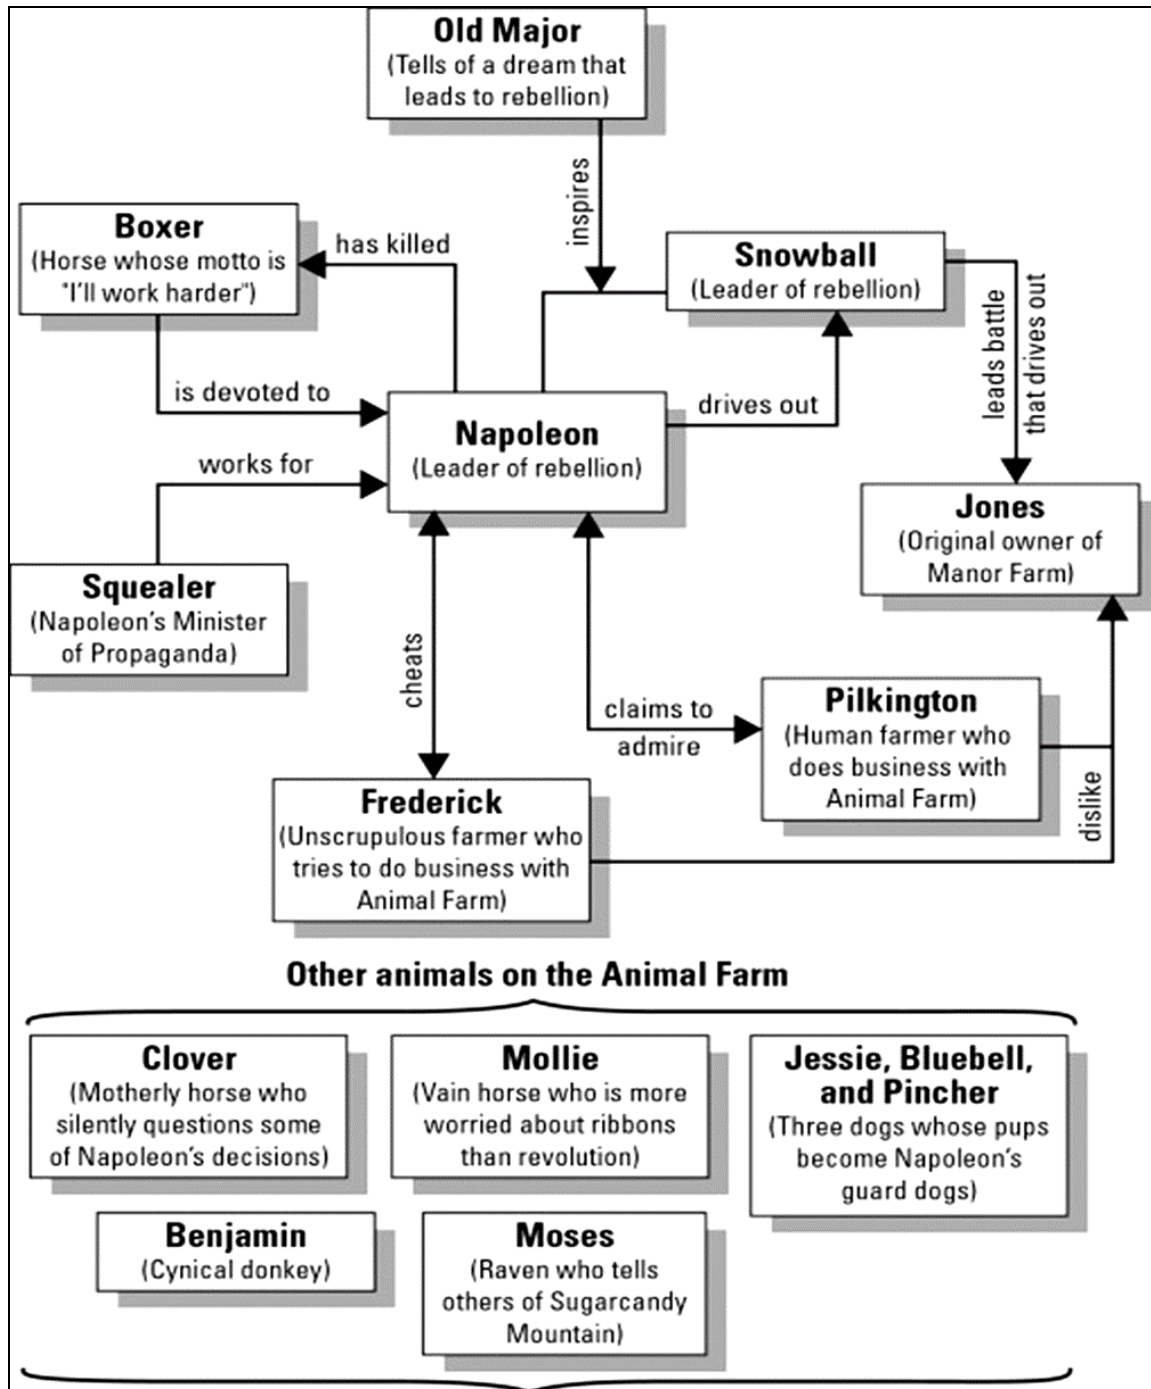 Old Major
(Tells of a dream that
leads to rebellion)
inspires
Boxer
(Horse whose motto is
"I'll work harder")
has killed
Snowball
(Leader of rebellion)
leads battle
that drives out
is devoted to
drives out
Napoleon
(Leader of rebellion)
works for
Jones
(Original owner of
Manor Farm)
Squealer
(Napoleon's Minister
of Propaganda)
cheats
claims to
admire
Pilkington
(Human farmer who
does business with
Animal Farm)
dislike
Frederick
(Unscrupulous farmer who
tries to do business with
Animal Farm)
Other animals on the Animal Farm
Clover
(Motherly horse who
silently questions some
of Napoleon's decisions)
Mollie
(Vain horse who is more
worried about ribbons
than revolution)
Jessie, Bluebell,
and Pincher
(Three dogs whose pups
become Napoleon's
guard dogs)
Benjamin
(Cynical donkey)
Moses
(Raven who tells
others of Sugarcandy
Mountain)